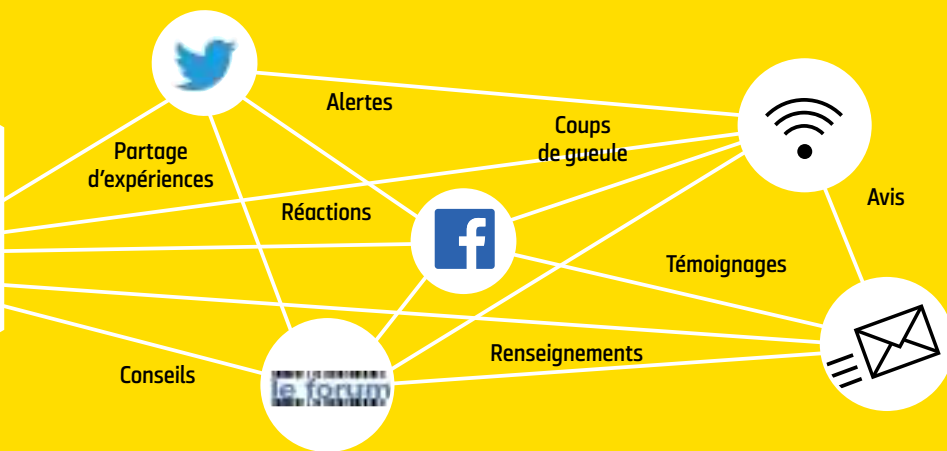 Alertes
Coups
de gueule
Partage
d'expériences
Avis
Réactions
Témoignages
Renseignements
Conseils
le forum